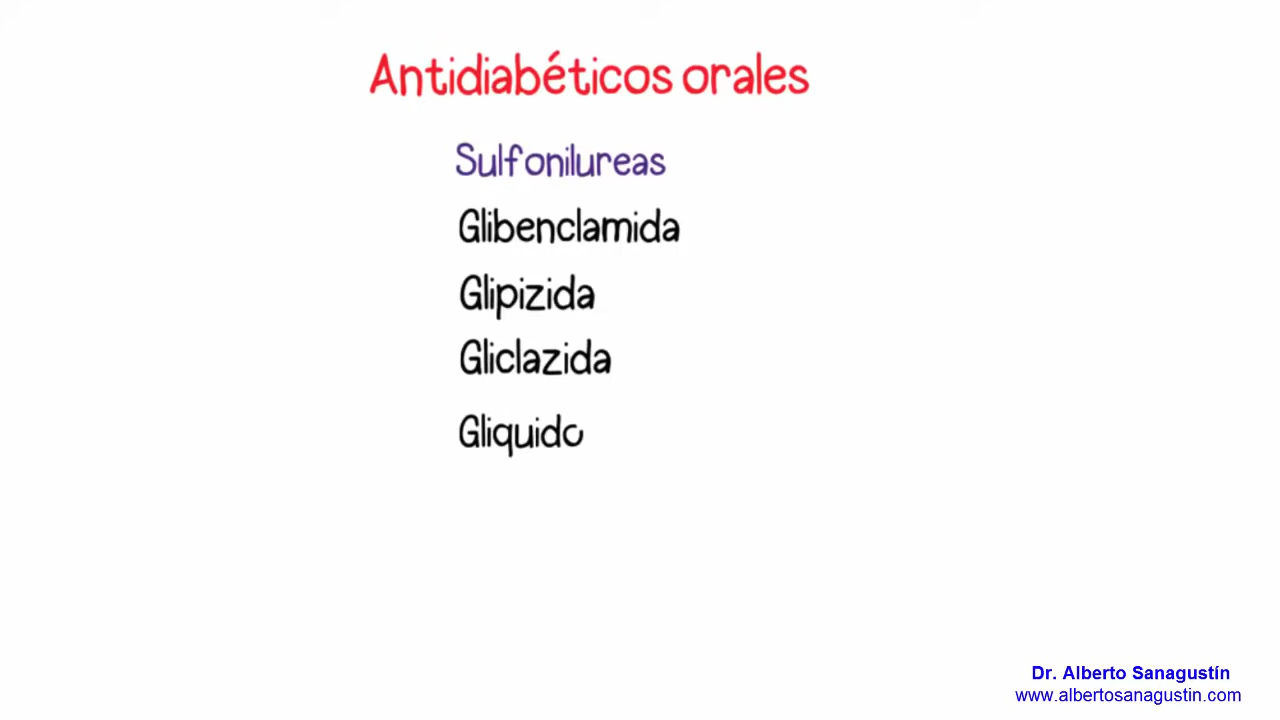 Antidiabéticos orales
Sulfonilureas
Glibenclamida
Glipizida
Gliclazida
Gliquido
Dr. Alberto Sanagustín
www.albertosanagustin.com